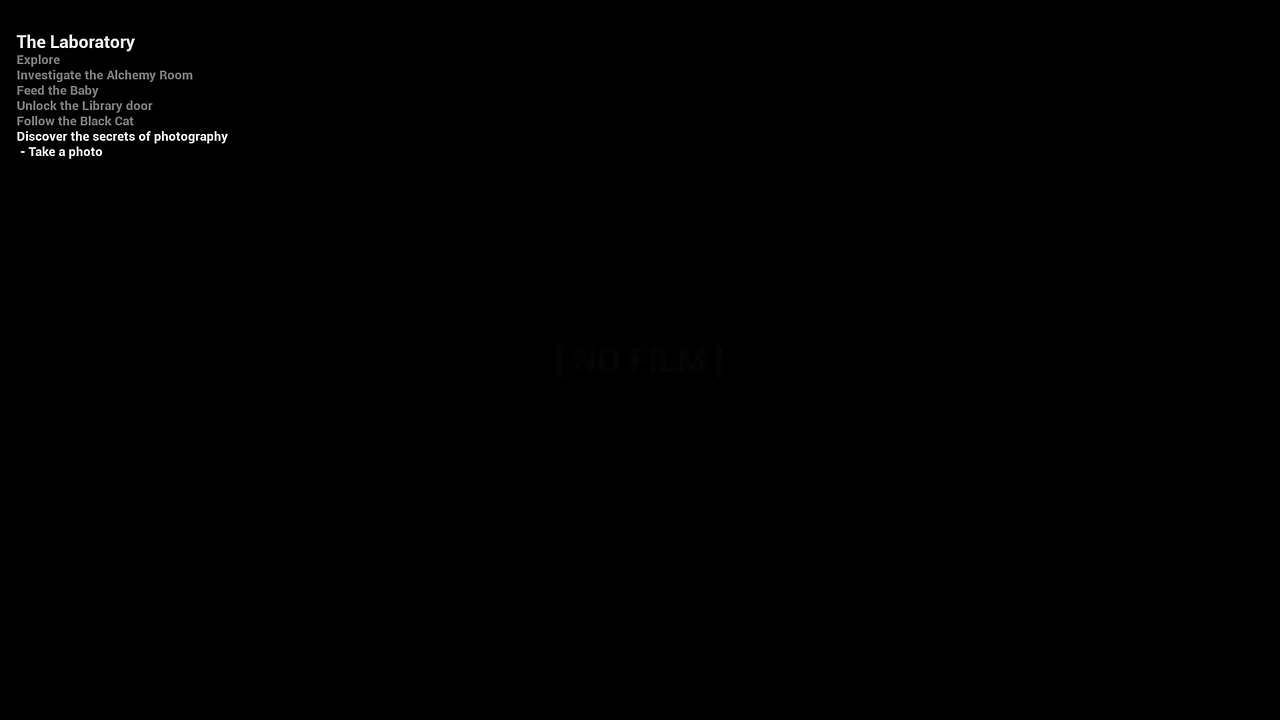 The Laboratory
Explore
Investigate the Alchemy Room
Feed the Baby
Unlock the Library door
Follow the Black Cat
Discover the secrets of photography
- Take a photo
[ NO FILM ]